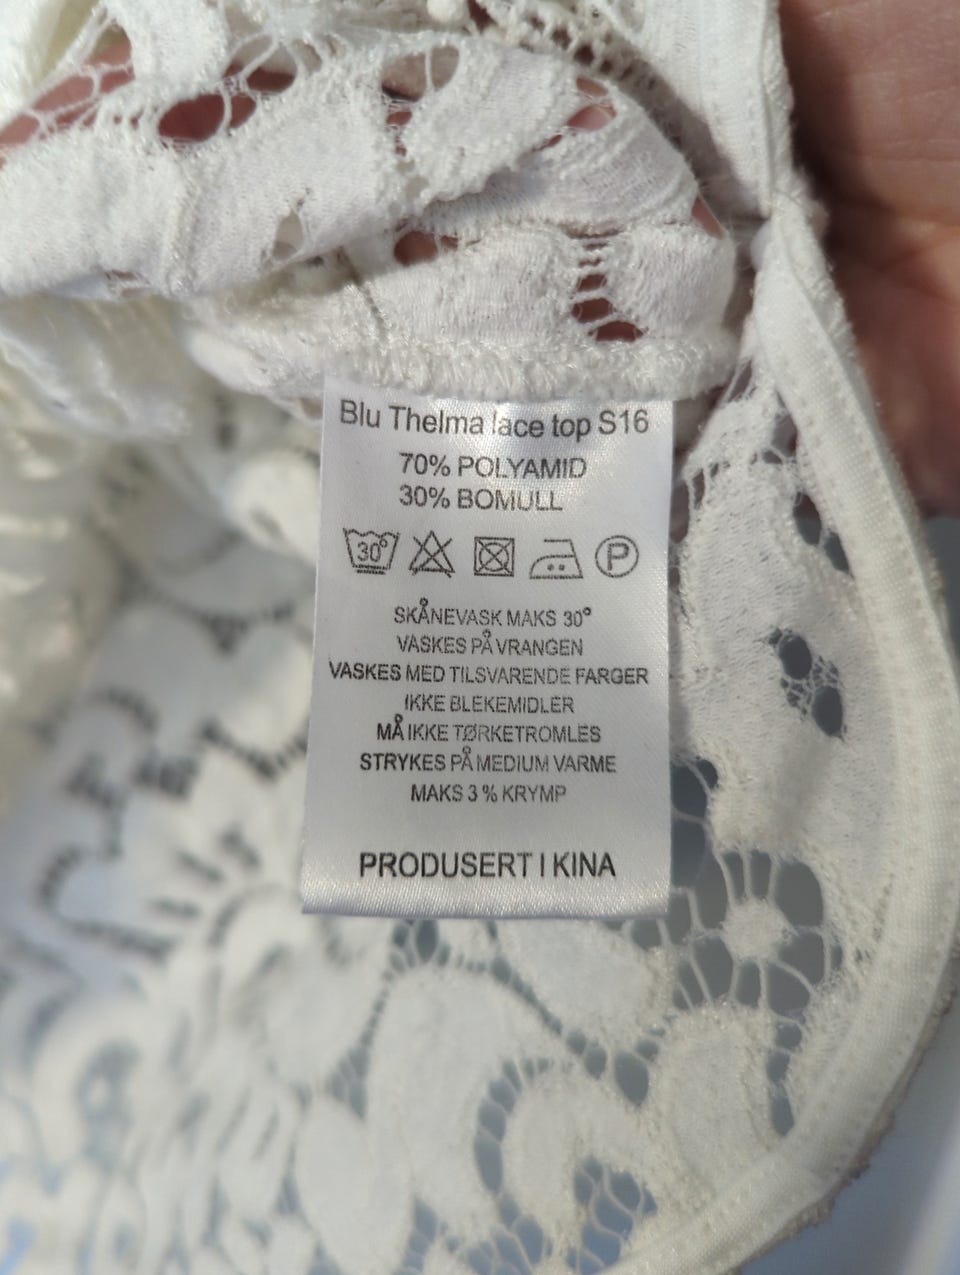 Blu Thelma lace top S16
70% POLYAMID
30% BOMULL
30° P
SKÅNEVASK MAKS 30°
VASKES PÅ VRANGEN
VASKES MED TILSVARENDE FARGER
IKKE BLEKEMIDLER
MÅ IKKE TØRKETROMLES
STRYKES PÅ MEDIUM VARME
MAKS 3 % KRYMP
PRODUSERT I KINA